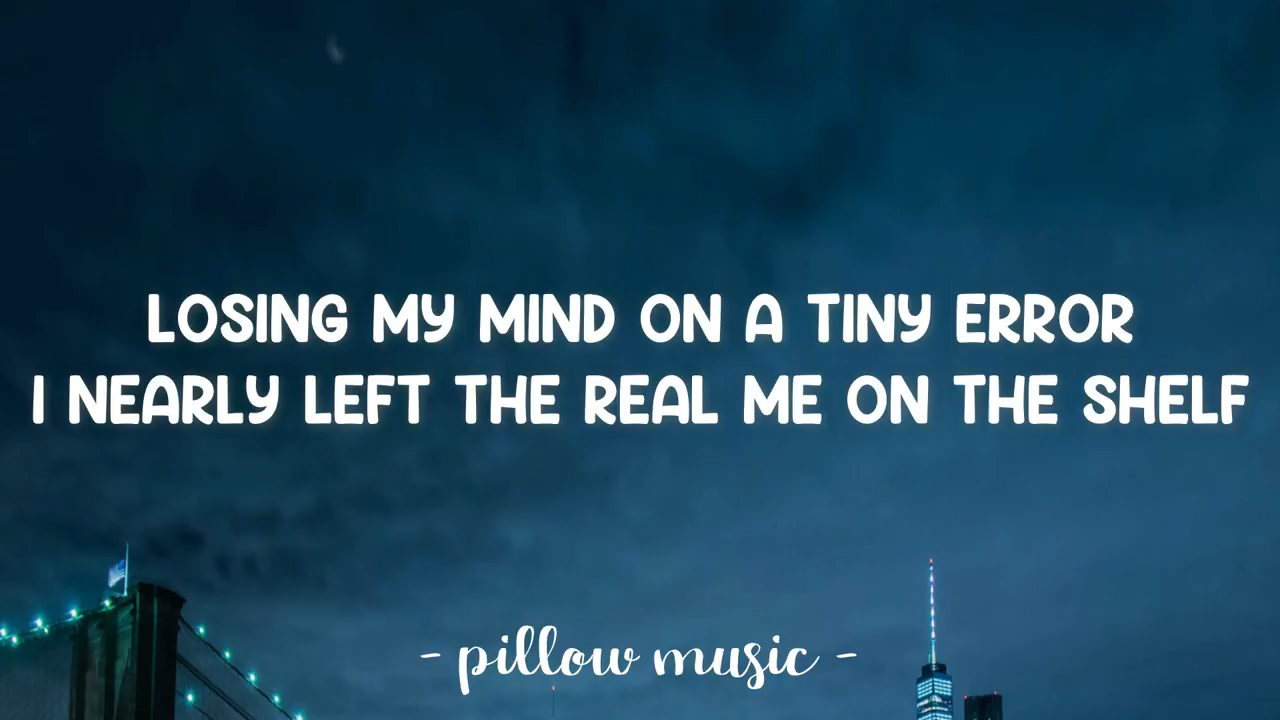 LOSING MY MIND ON A TINY ERROR
I NEARLY LEFT THE REAL ME ON THE SHELF
- pillow music -